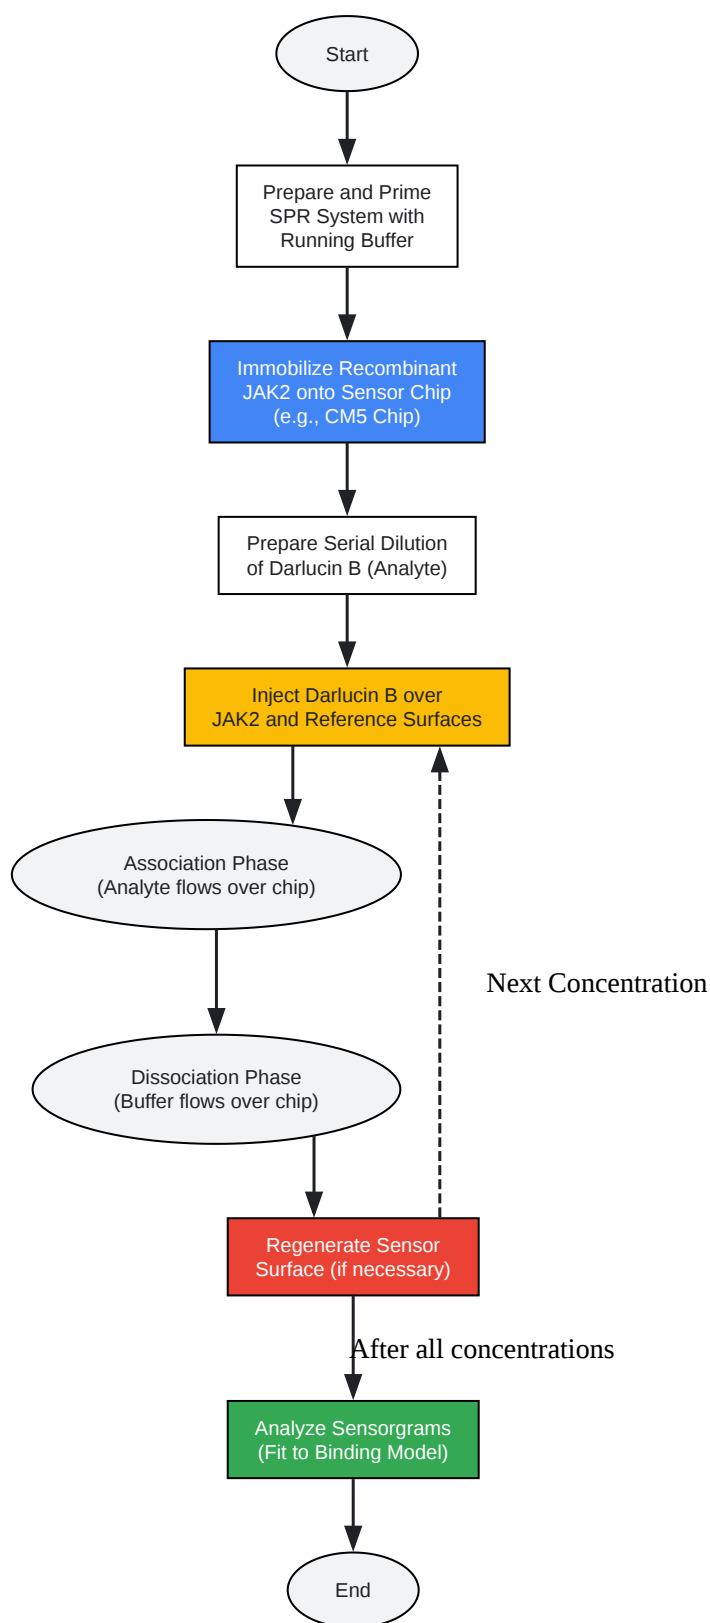 Start
Prepare and Prime
SPR System with
Running Buffer
Immobilize Recombinant
JAK2 onto Sensor Chip
(e.g., CM5 Chip)
Prepare Serial Dilution
of Darlucin B (Analyte)
Inject Darlucin B over
JAK2 and Reference Surfaces
Association Phase
(Analyte flows over chip)
Next Concentration
Dissociation Phase
(Buffer flows over chip)
Regenerate Sensor
Surface (if necessary)
After all concentrations
Analyze Sensorgrams
(Fit to Binding Model)
End